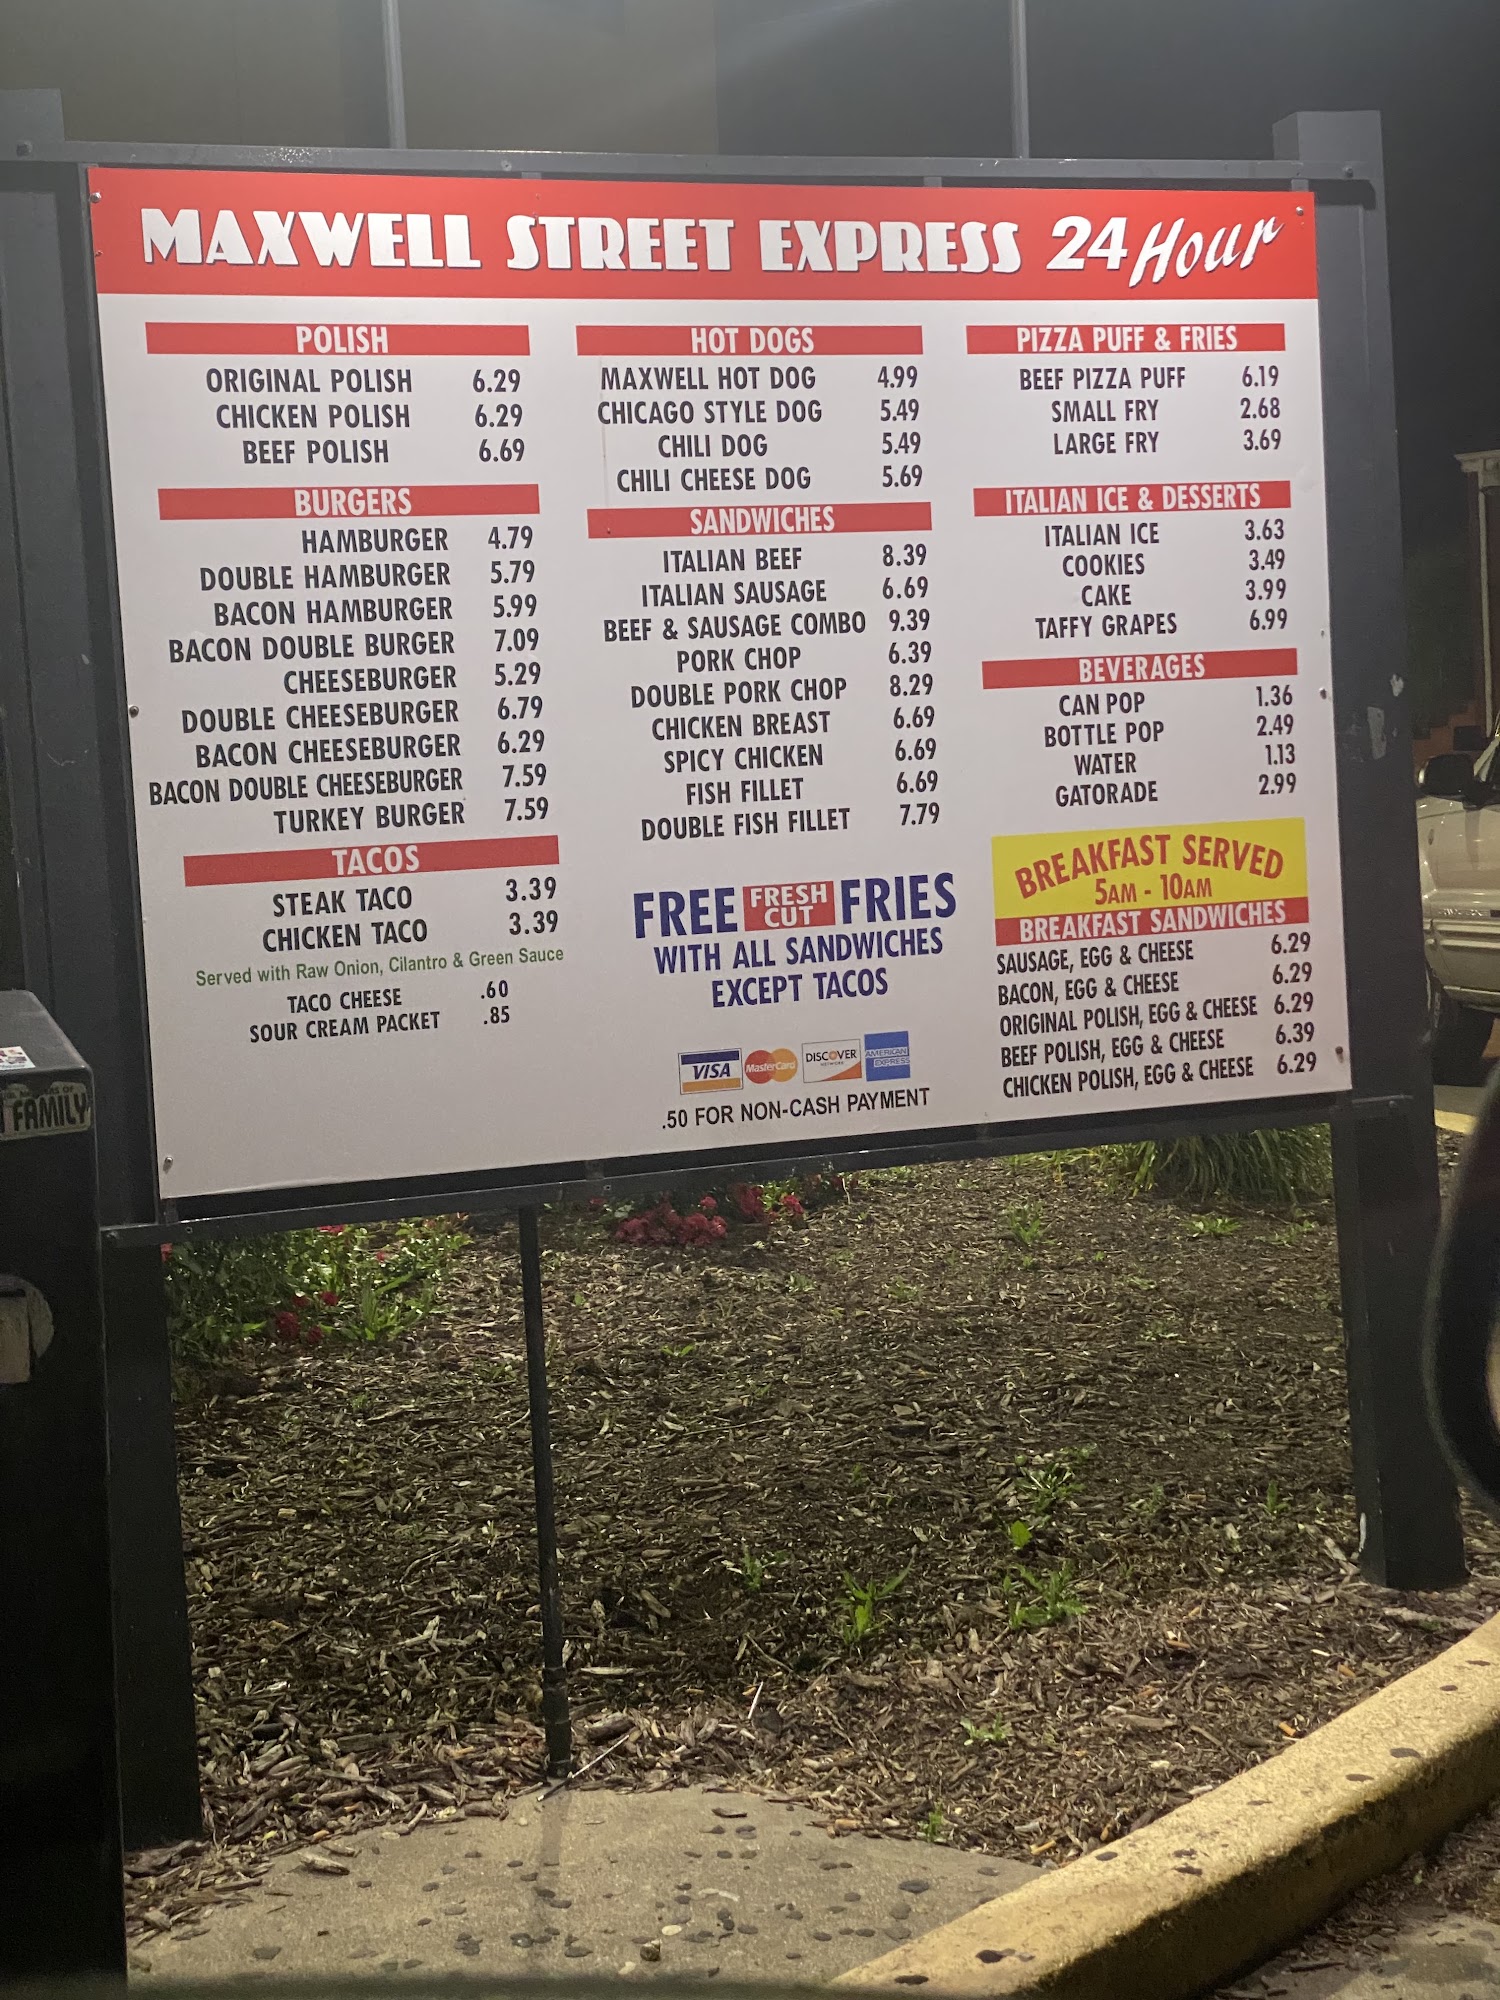 MAXWELL STREET EXPRESS 24 Hour
POLISH
ORIGINAL POLISH 6.29
CHICKEN POLISH 6.29
BEEF POLISH 6.69
BURGERS
HAMBURGER 4.79
DOUBLE HAMBURGER 5.79
BACON HAMBURGER 5.99
BACON DOUBLE BURGER 7.09
CHEESEBURGER 5.29
DOUBLE CHEESEBURGER 6.79
BACON CHEESEBURGER 6.29
BACON DOUBLE CHEESEBURGER 7.59
TURKEY BURGER 7.59
TACOS
STEAK TACO 3.39
CHICKEN TACO 3.39
Served with Raw Onion, Cilantro & Green Sauce
TACO CHEESE .60
SOUR CREAM PACKET .85
HOT DOGS
MAXWELL HOT DOG 4.99
CHICAGO STYLE DOG 5.49
CHILI DOG 5.49
CHILI CHEESE DOG 5.69
SANDWICHES
ITALIAN BEEF 8.39
ITALIAN SAUSAGE 6.69
BEEF & SAUSAGE COMBO 9.39
PORK CHOP 6.39
DOUBLE PORK CHOP 8.29
CHICKEN BREAST 6.69
SPICY CHICKEN 6.69
FISH FILLET 6.69
DOUBLE FISH FILLET 7.79
FREE FRESH CUT FRIES
WITH ALL SANDWICHES
EXCEPT TACOS
VISA MasterCard DISCOVER NETWORK AMERICAN EXPRESS
.50 FOR NON-CASH PAYMENT
PIZZA PUFF & FRIES
BEEF PIZZA PUFF 6.19
SMALL FRY 2.68
LARGE FRY 3.69
ITALIAN ICE & DESSERTS
ITALIAN ICE 3.63
COOKIES 3.49
CAKE 3.99
TAFFY GRAPES 6.99
BEVERAGES
CAN POP 1.36
BOTTLE POP 2.49
WATER 1.13
GATORADE 2.99
BREAKFAST SERVED
5AM - 10AM
BREAKFAST SANDWICHES
SAUSAGE, EGG & CHEESE 6.29
BACON, EGG & CHEESE 6.29
ORIGINAL POLISH, EGG & CHEESE 6.29
BEEF POLISH, EGG & CHEESE 6.39
CHICKEN POLISH, EGG & CHEESE 6.29
FAMILY